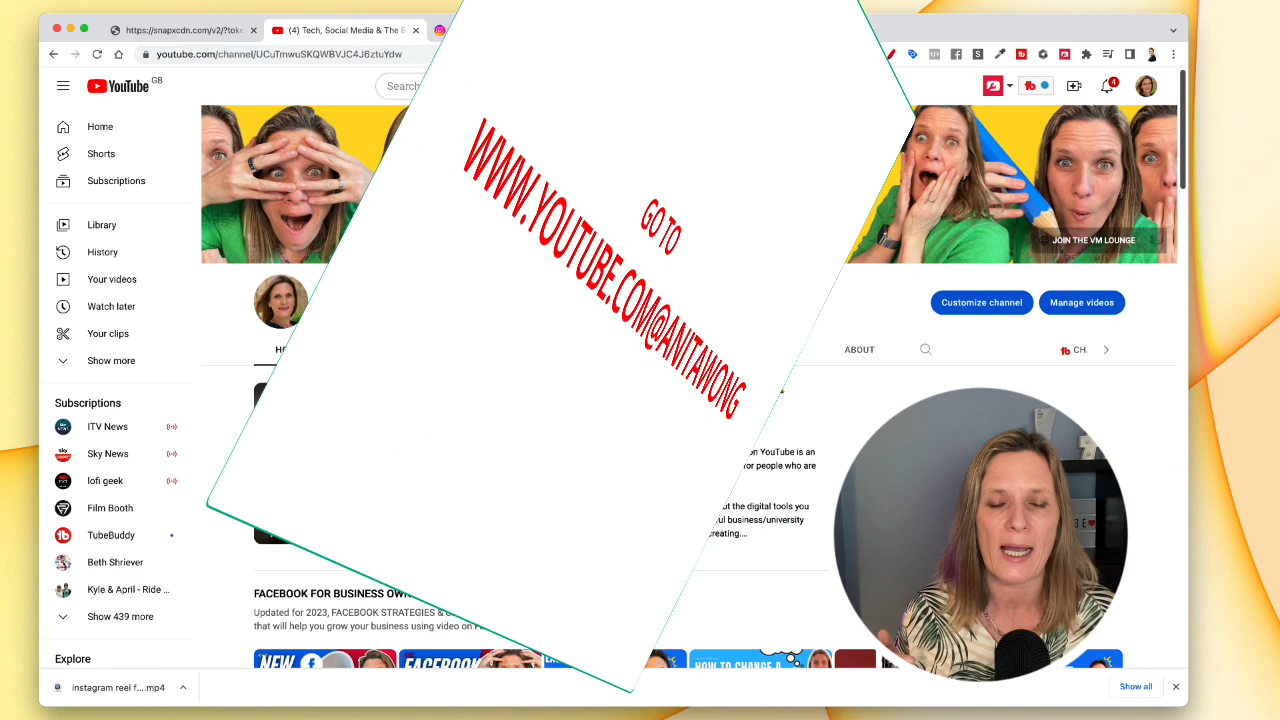 https://snapxcdn.com/v2/?toke
(4) Tech, Social Media & The B
youtube.com/channel/UCuTmwuSKQWBVJC4J6ztuYdw
YouTube GB
Search
4
Home
Shorts
Subscriptions
Library
History
Your videos
Watch later
Your clips
Show more
Subscriptions
ITV News
Sky News
lofi geek
Film Booth
TubeBuddy
Beth Shriever
Kyle & April - Ride ...
Show 439 more
Explore
GO TO
WWW.YOUTUBE.COM@ANITAWONG
JOIN THE VM LOUNGE
Customize channel
Manage videos
ABOUT
CH.
on YouTube is an
for people who are
ut the digital tools you
ful business/university
creating....
FACEBOOK FOR BUSINESS OWN
Updated for 2023, FACEBOOK STRATEGIES &
that will help you grow your business using video on
NEW
FACEBOOK
HOW TO CHANGE A
instagram reel f....mp4
Show all